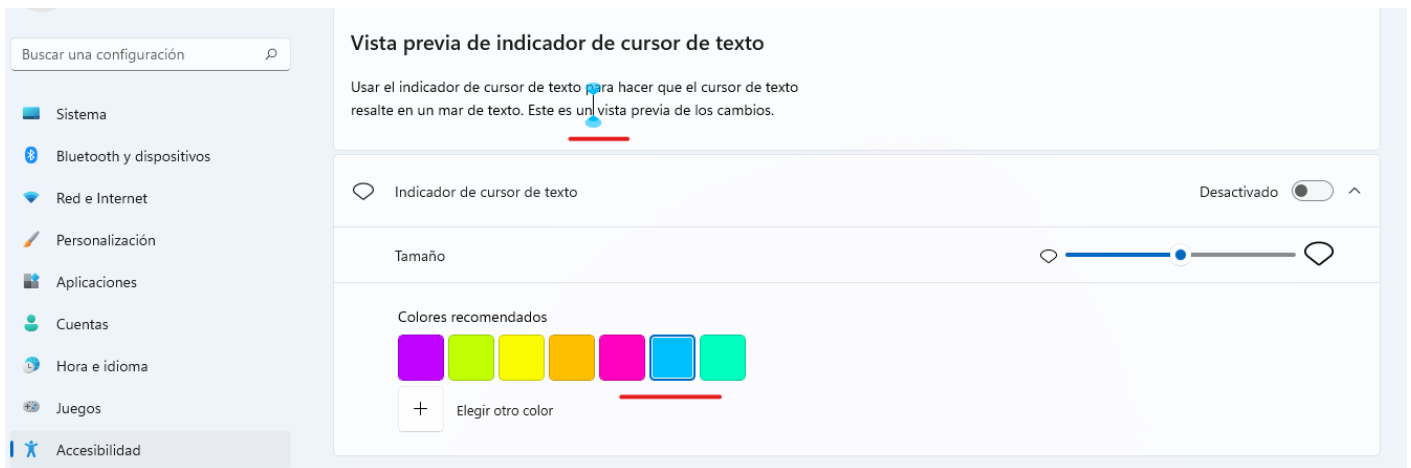 Buscar una configuración
Sistema
Bluetooth y dispositivos
Red e Internet
Personalización
Aplicaciones
Cuentas
Hora e idioma
Juegos
Accesibilidad
Vista previa de indicador de cursor de texto
Usar el indicador de cursor de texto para hacer que el cursor de texto
resalte en un mar de texto. Este es un vista previa de los cambios.
Indicador de cursor de texto
Desactivado
Tamaño
Colores recomendados
Elegir otro color